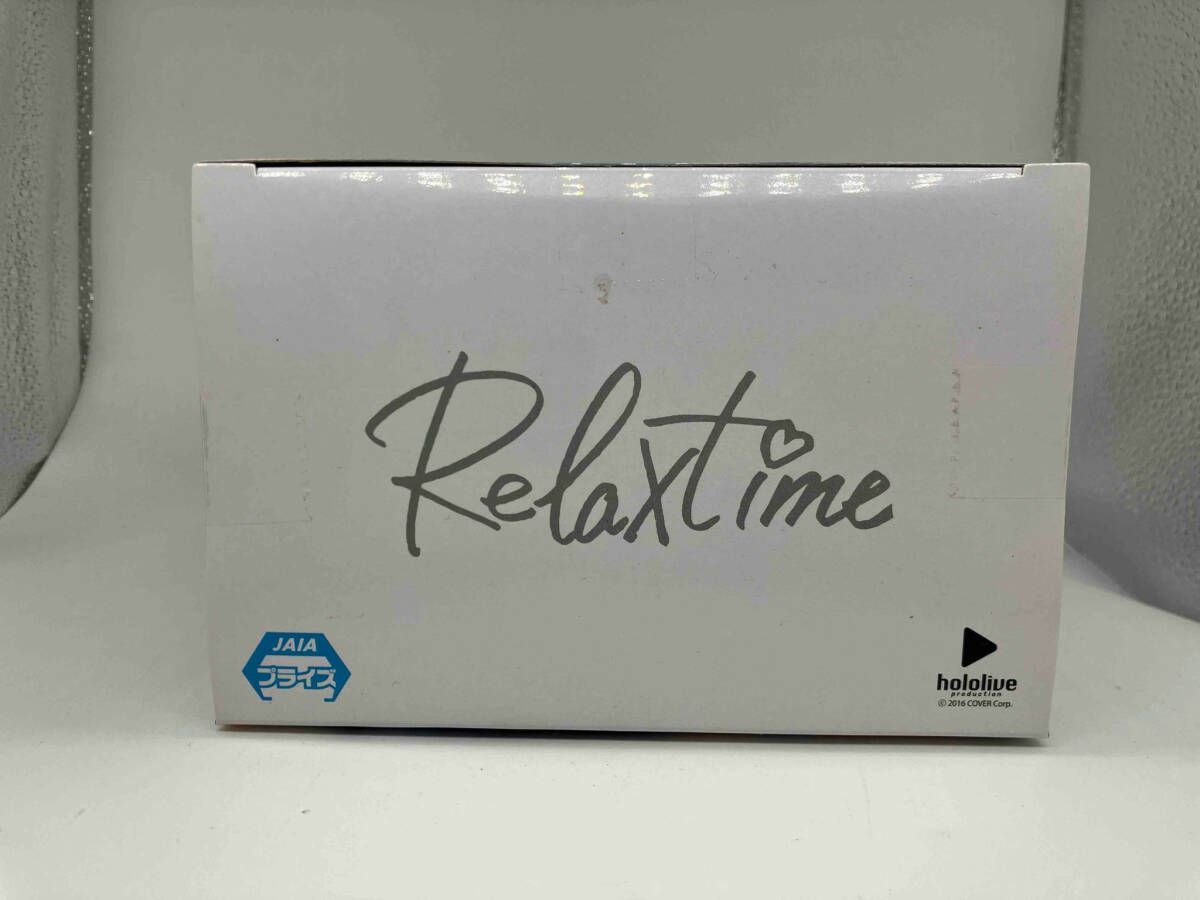 Relaxtime
JAIA
プライズ
hololive
production
© 2016 COVER Corp.